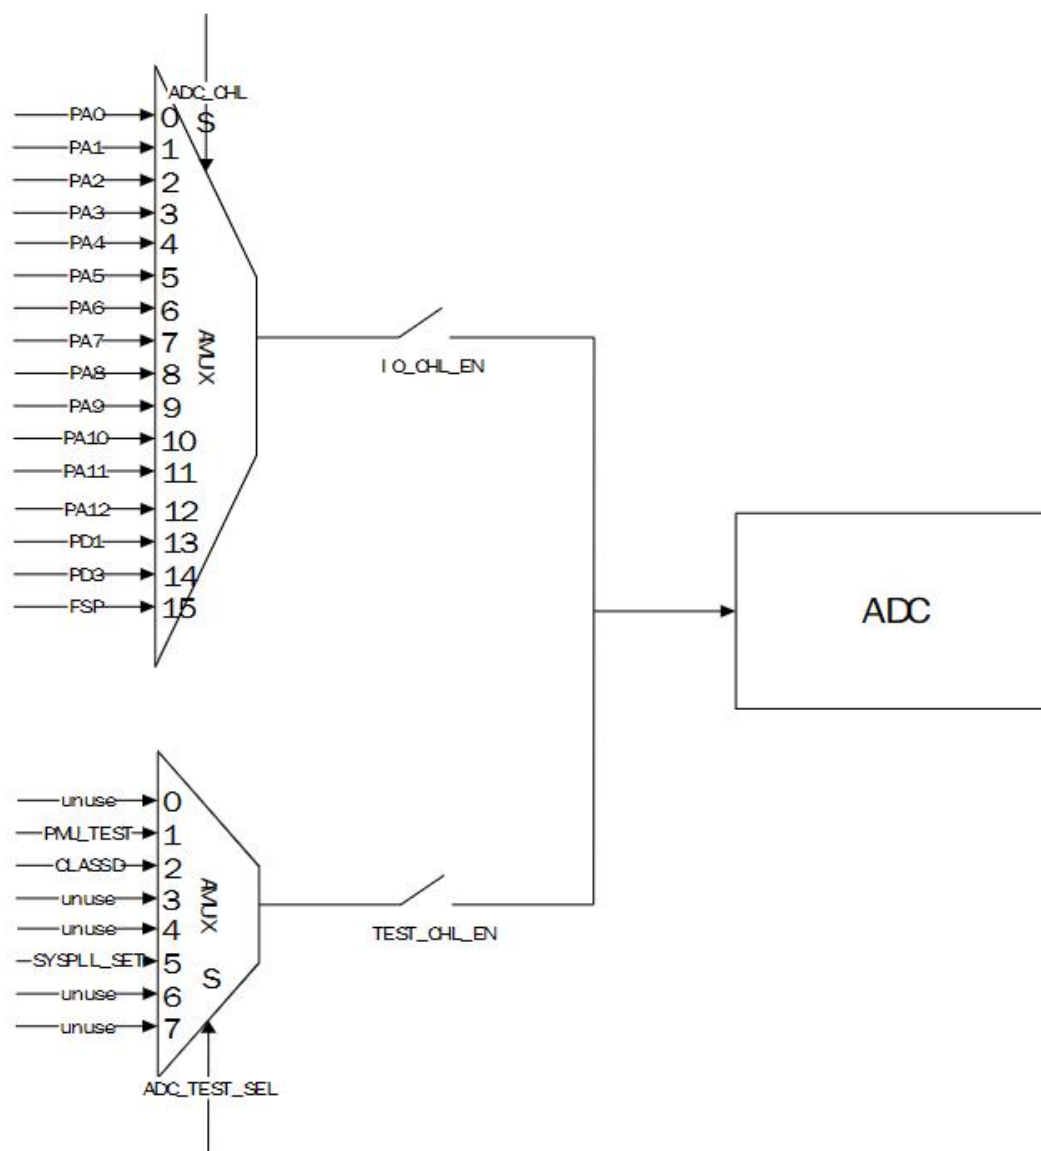 ADC_CHL
S
PA0 0
PA1 1
PA2 2
PA3 3
PA4 4
PA5 5
PA6 6
PA7 7
PA8 8
PA9 9
PA10 10
PA11 11
PA12 12
PD1 13
PD3 14
FSP 15
AMUX
IO_CHL_EN
ADC
unuse 0
PMU_TEST 1
CLASSD 2
unuse 3
unuse 4
SYSPLL_SET 5
unuse 6
unuse 7
AMUX
S
TEST_CHL_EN
ADC_TEST_SEL